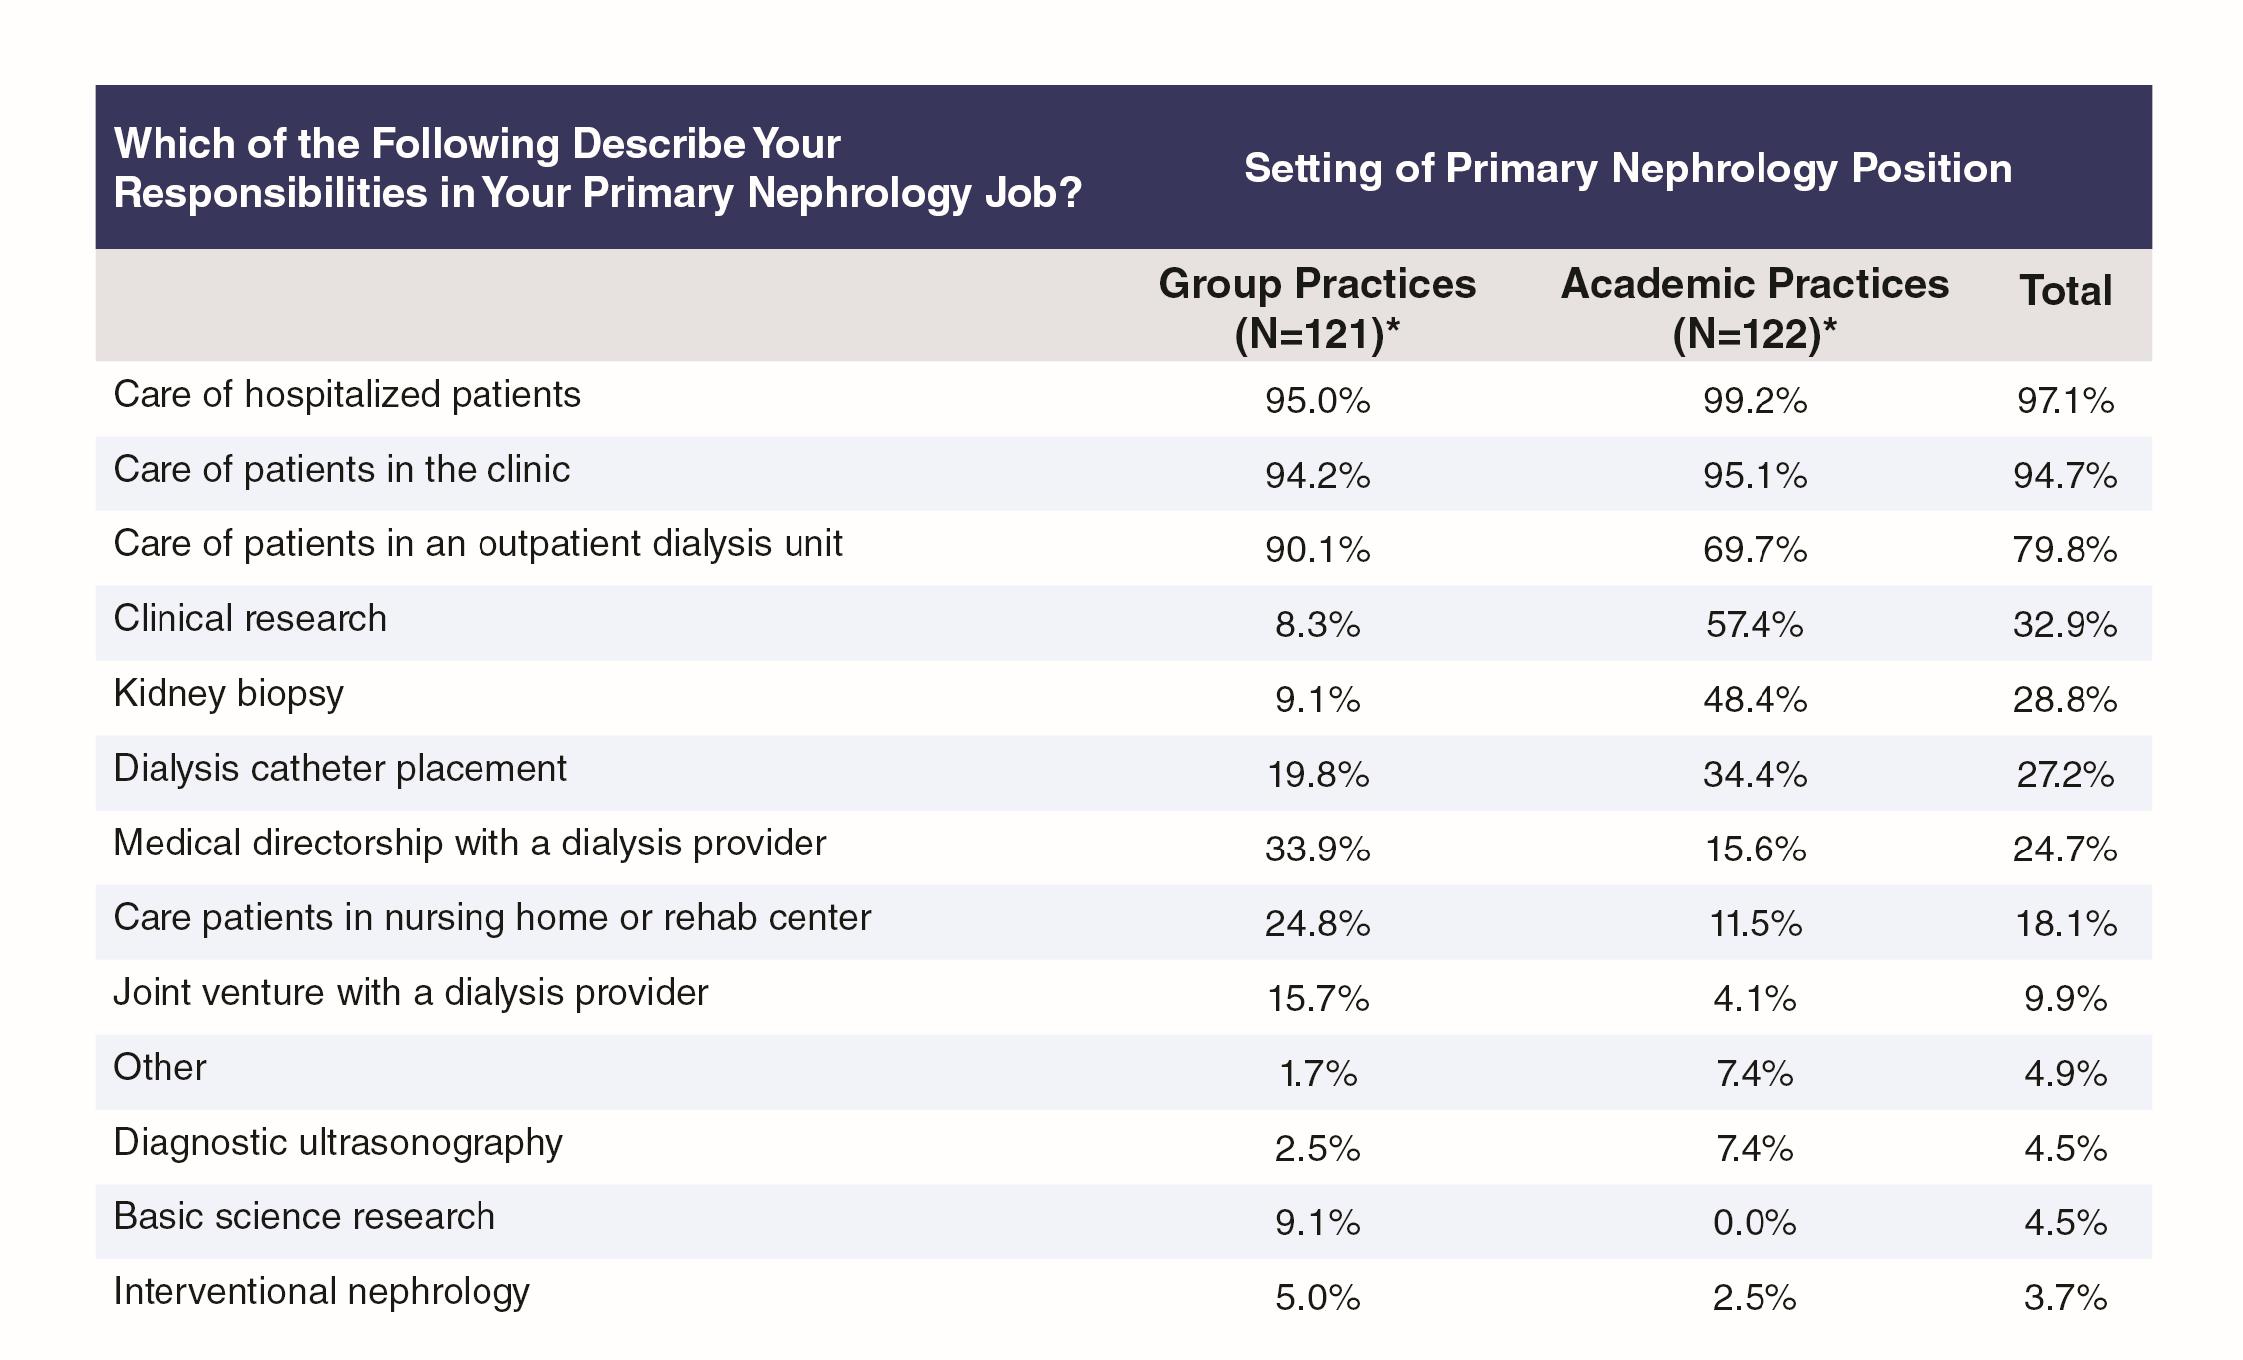 Which of the Following Describe Your
Responsibilities in Your Primary Nephrology Job?
Setting of Primary Nephrology Position
Group Practices
(N=121)*
Academic Practices
(N=122)*
Total
Care of hospitalized patients 95.0% 99.2% 97.1%
Care of patients in the clinic 94.2% 95.1% 94.7%
Care of patients in an outpatient dialysis unit 90.1% 69.7% 79.8%
Clinical research 8.3% 57.4% 32.9%
Kidney biopsy 9.1% 48.4% 28.8%
Dialysis catheter placement 19.8% 34.4% 27.2%
Medical directorship with a dialysis provider 33.9% 15.6% 24.7%
Care patients in nursing home or rehab center 24.8% 11.5% 18.1%
Joint venture with a dialysis provider 15.7% 4.1% 9.9%
Other 1.7% 7.4% 4.9%
Diagnostic ultrasonography 2.5% 7.4% 4.5%
Basic science research 9.1% 0.0% 4.5%
Interventional nephrology 5.0% 2.5% 3.7%